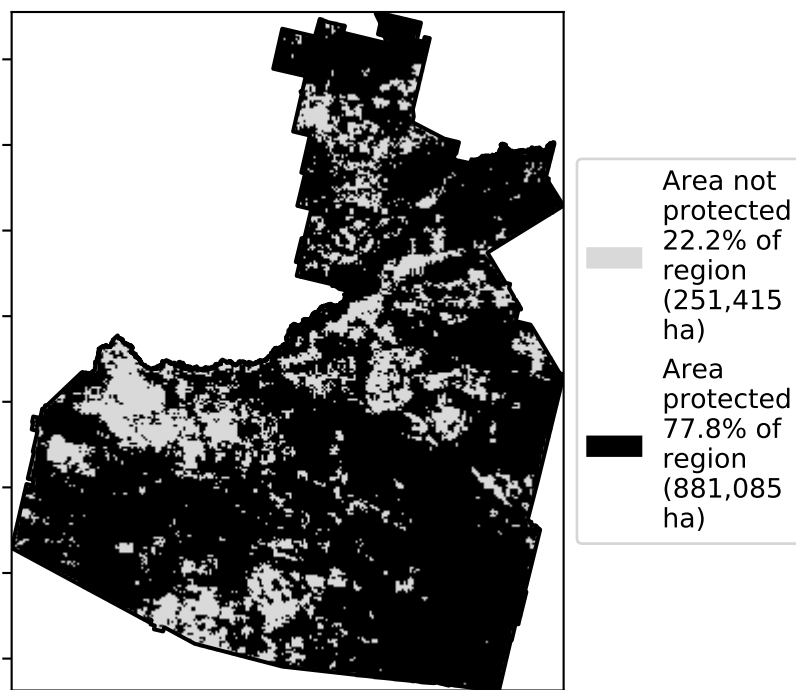 Area not
protected
22.2% of
region
(251,415
ha)
Area
protected
77.8% of
region
(881,085
ha)